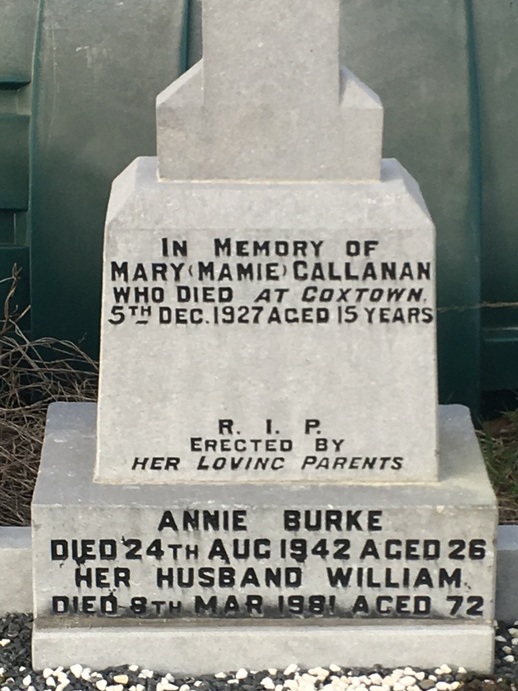 IN MEMORY OF
MARY (MAMIE) CALLANAN
WHO DIED AT COXTOWN,
5TH DEC. 1927 AGED 15 YEARS
R. I. P.
ERECTED BY
HER LOVING PARENTS
ANNIE BURKE
DIED 24TH AUG 1942 AGED 26
HER HUSBAND WILLIAM
DIED 8TH MAR 1981 AGED 72